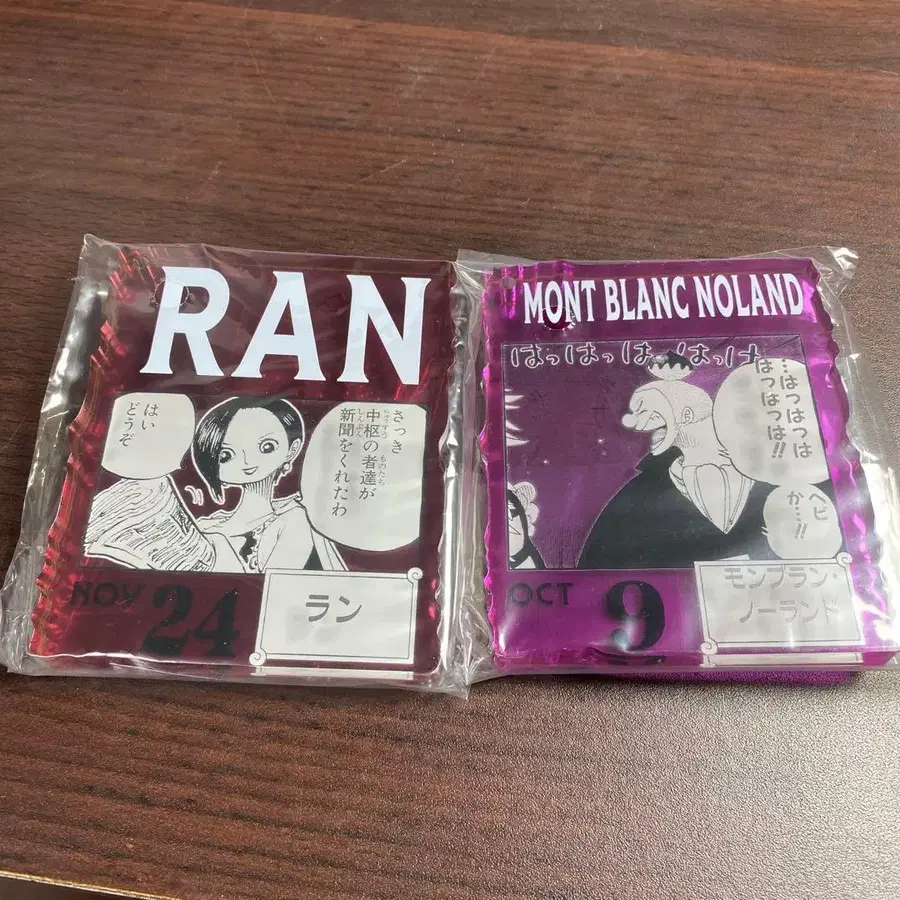 RAN
さっき
中枢の者達が
新聞をくれたわ
はい
どうぞ
NOV 24
ラン
MONT BLANC NOLAND
はっはっは はっは
…はっはっは
はっはっは!!
ヘビ
か…!!
OCT 9
モンブラン・
ノーランド